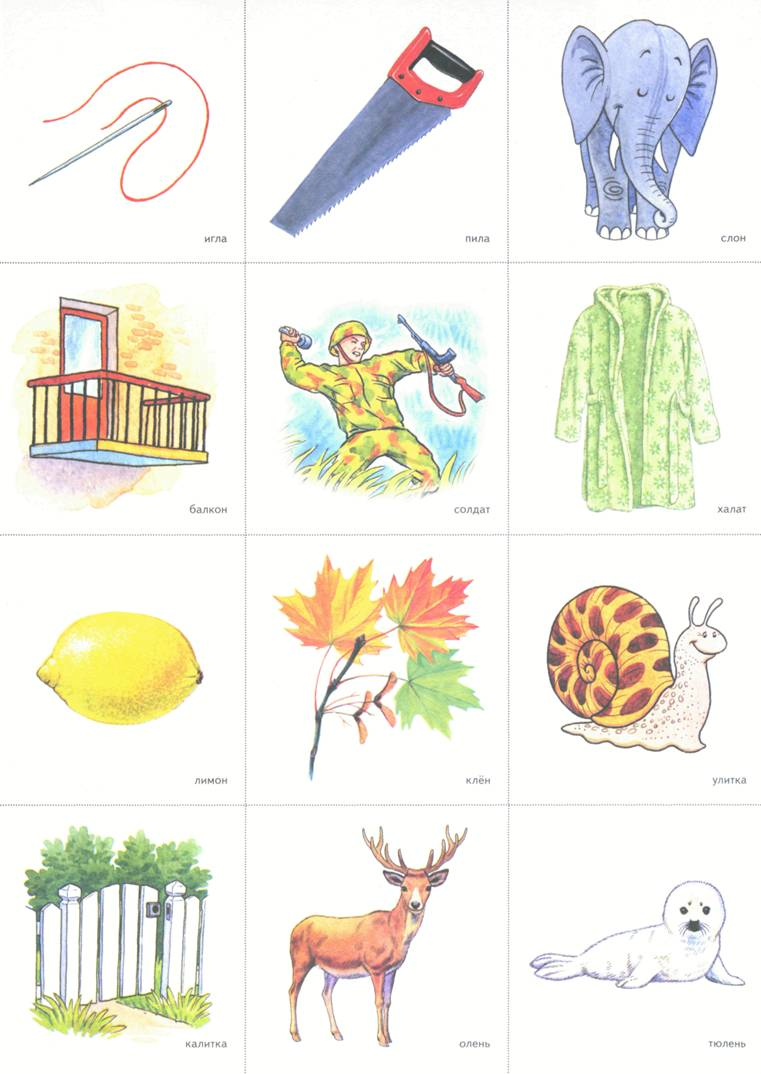 игла
пила
слон
балкон
солдат
халат
лимон
клён
улитка
калитка
олень
тюлень